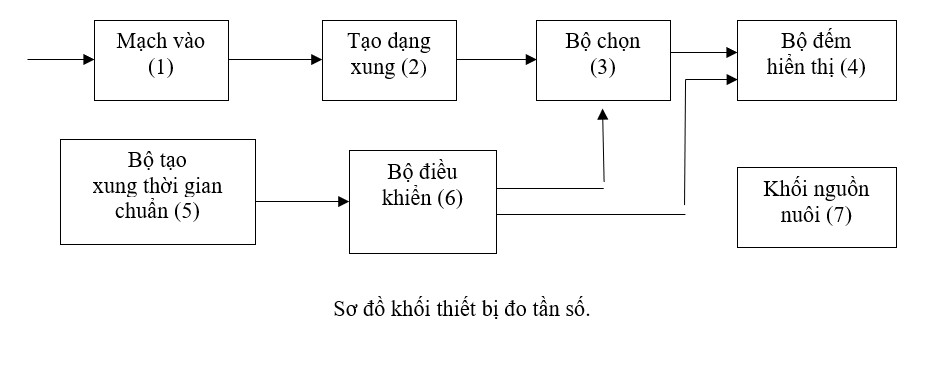 Mạch vào
(1)
Tạo dạng
xung (2)
Bộ chọn
(3)
Bộ đếm
hiển thị (4)
Bộ tạo
xung thời gian
chuẩn (5)
Bộ điều
khiển (6)
Khối nguồn
nuôi (7)
Sơ đồ khối thiết bị đo tần số.